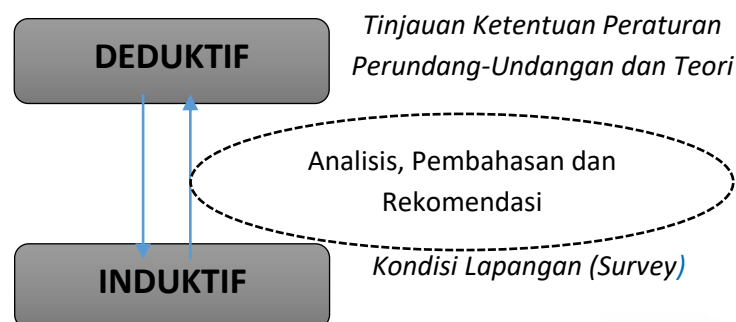 DEDUKTIF
Tinjauan Ketentuan Peraturan
Perundang-Undangan dan Teori
Analisis, Pembahasan dan
Rekomendasi
INDUKTIF
Kondisi Lapangan (Survey)